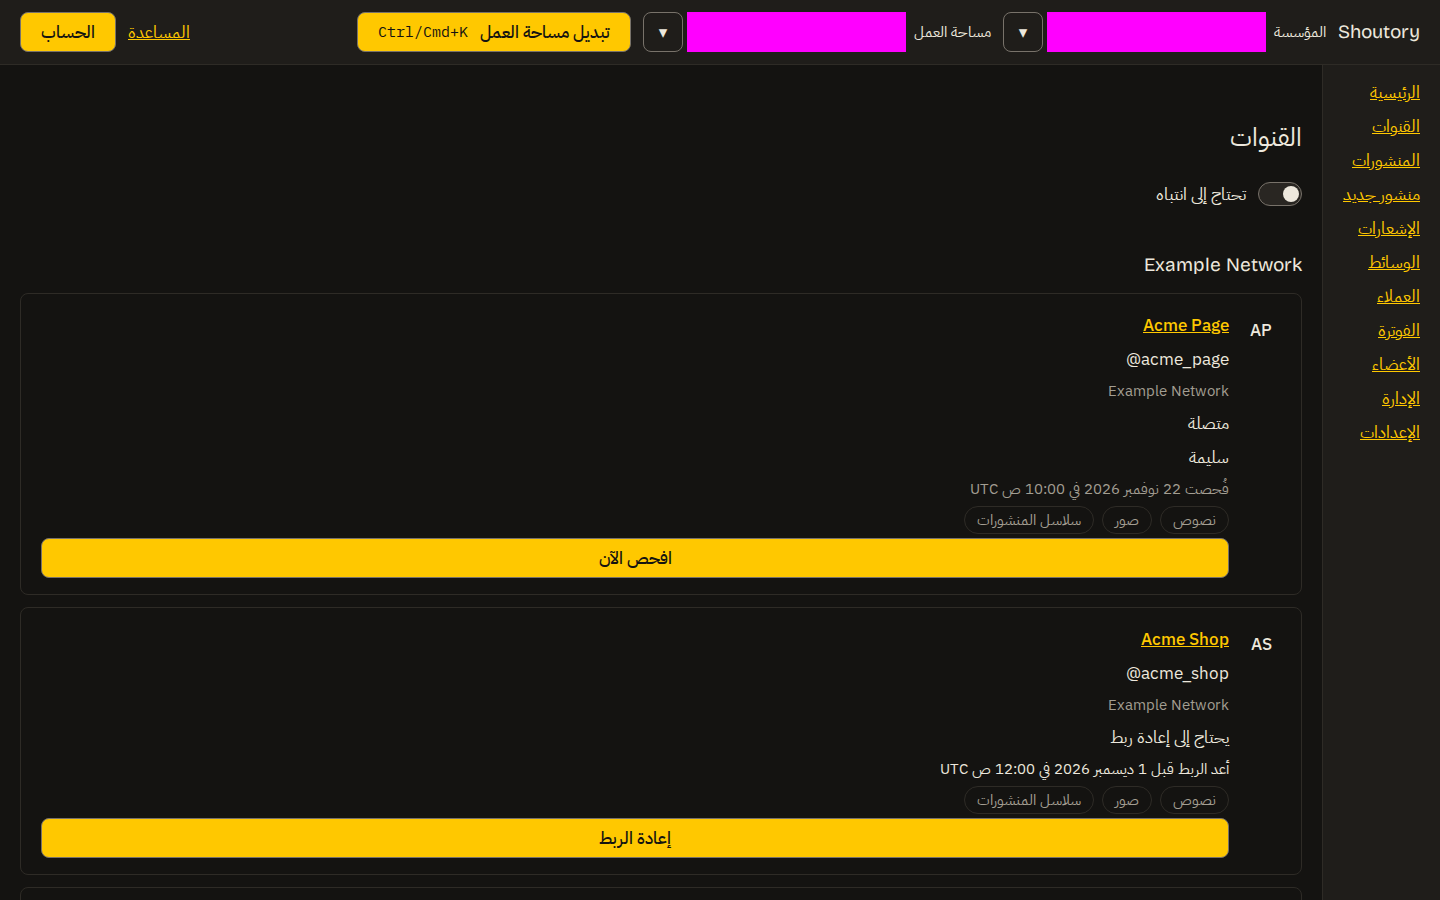 Shoutory
المؤسسة
▼
مساحة العمل
▼
تبديل مساحة العمل Ctrl/Cmd+K
المساعدة
الحساب
الرئيسية
القنوات
المنشورات
منشور جديد
الإشعارات
الوسائط
العملاء
الفوترة
الأعضاء
الإدارة
الإعدادات
القنوات
تحتاج إلى انتباه
Example Network
AP
Acme Page
@acme_page
Example Network
متصلة
سليمة
فُحصت 22 نوفمبر 2026 في 10:00 ص UTC
نصوص
صور
سلاسل المنشورات
افحص الآن
AS
Acme Shop
@acme_shop
Example Network
يحتاج إلى إعادة ربط
أعد الربط قبل 1 ديسمبر 2026 في 12:00 ص UTC
نصوص
صور
سلاسل المنشورات
إعادة الربط